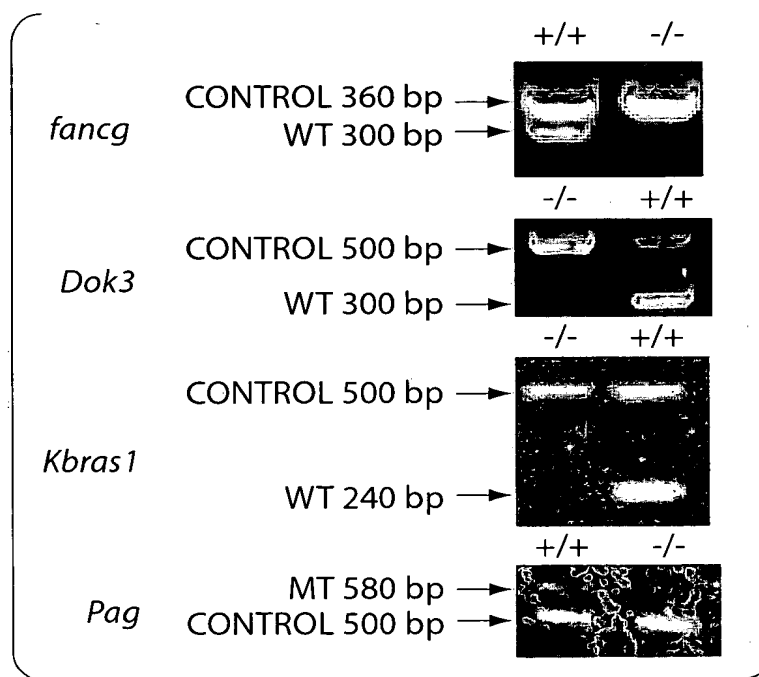 +/+ -/-
CONTROL 360 bp
fancg
WT 300 bp
-/- +/+
CONTROL 500 bp
Dok3
WT 300 bp
-/- +/+
CONTROL 500 bp
Kbras1
WT 240 bp
+/+ -/-
MT 580 bp
Pag
CONTROL 500 bp